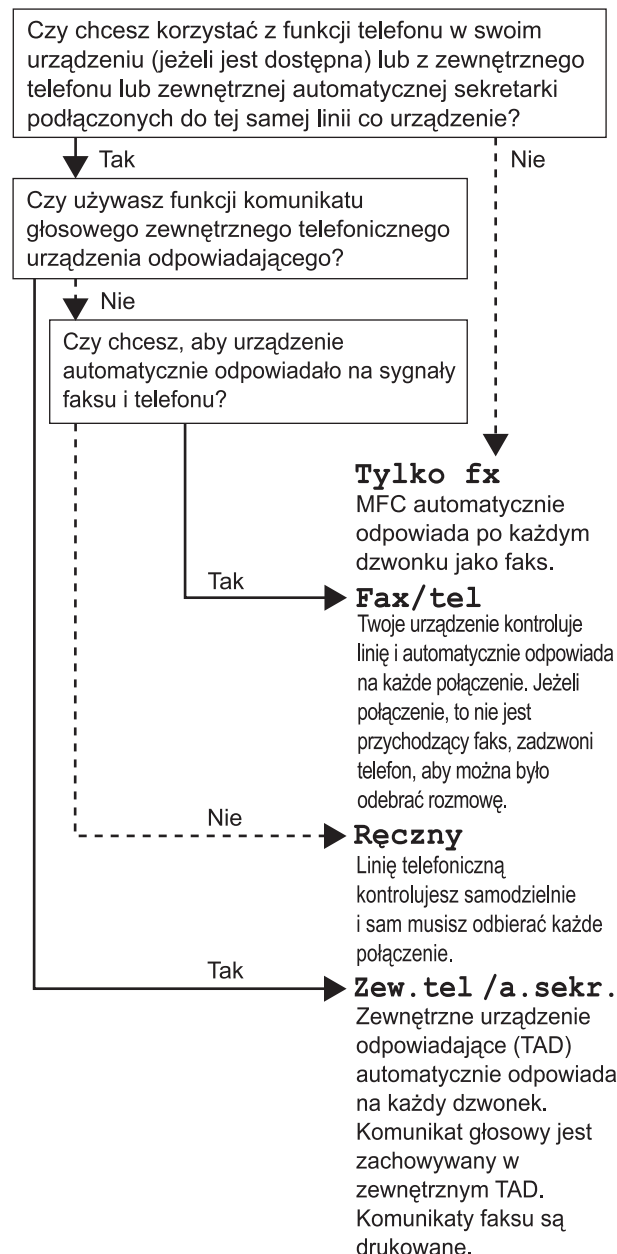 Czy chcesz korzystać z funkcji telefonu w swoim
urządzeniu (jeżeli jest dostępna) lub z zewnętrznego
telefonu lub zewnętrznej automatycznej sekretarki
podłączonych do tej samej linii co urządzenie?
Tak
Nie
Czy używasz funkcji komunikatu
głosowego zewnętrznego telefonicznego
urządzenia odpowiadającego?
Nie
Czy chcesz, aby urządzenie
automatycznie odpowiadało na sygnały
faksu i telefonu?
Tylko fx
MFC automatycznie
odpowiada po każdym
dzwonku jako faks.
Tak
Fax/tel
Twoje urządzenie kontroluje
linię i automatycznie odpowiada
na każde połączenie. Jeżeli
połączenie, to nie jest
przychodzący faks, zadzwoni
telefon, aby można było
odebrać rozmowę.
Nie
Ręczny
Linię telefoniczną
kontrolujesz samodzielnie
i sam musisz odbierać każde
połączenie.
Tak
Zew.tel /a.sekr.
Zewnętrzne urządzenie
odpowiadające (TAD)
automatycznie odpowiada
na każdy dzwonek.
Komunikat głosowy jest
zachowywany w
zewnętrznym TAD.
Komunikaty faksu są
drukowane.